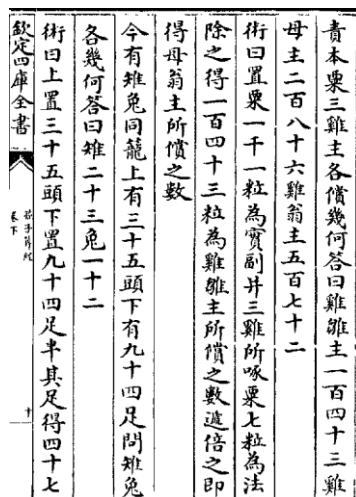 責本粟三雞主各償幾何答曰雞雛主一百四十三雞
母主二百八十六雞翁主五百七十二
術曰置粟一千一粒為實副并三雞所啄粟七粒為法
除之得一百四十三粒為雞雛主所償之數遞倍之即
得母翁主所償之數
今有雉兔同籠上有三十五頭下有九十四足問雉兔
各幾何答曰雉二十三兔一十二
術曰上置三十五頭下置九十四足半其足得四十七
欽定四庫全書
孫子算經
卷下
十